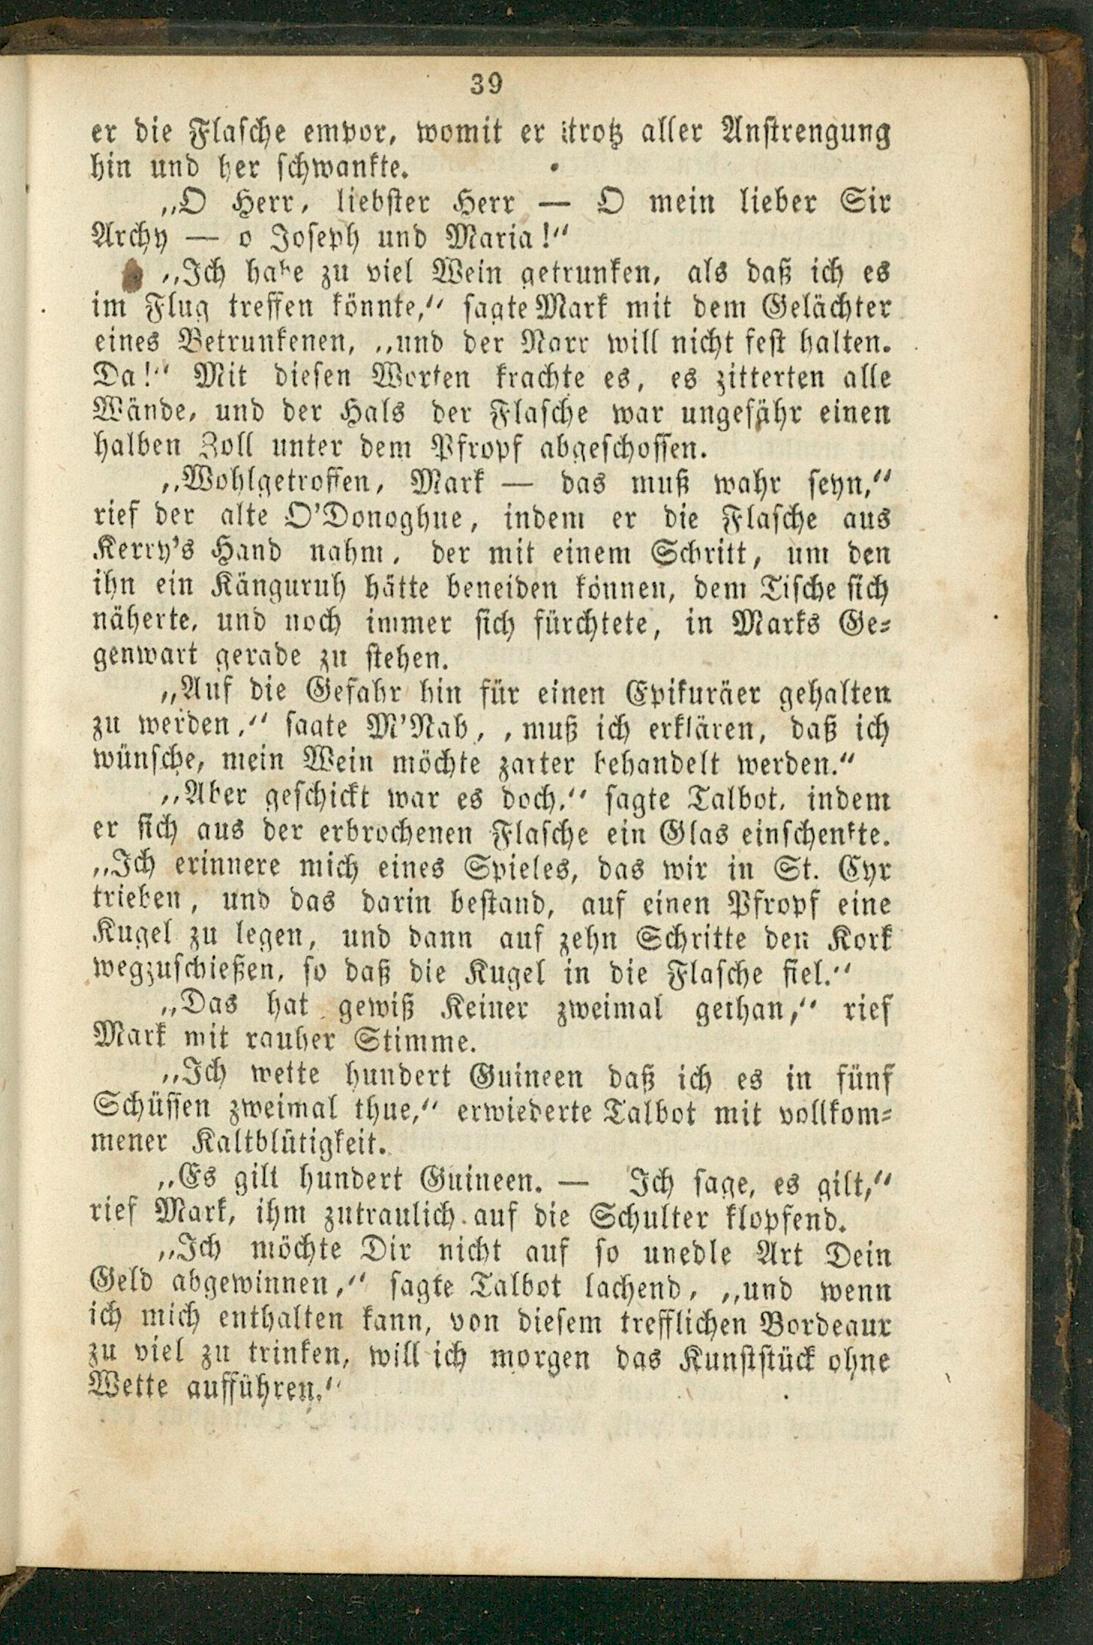 39
er die Flasche empor, womit er trotz aller Anstrengung
hin und her schwankte.
„O Herr, liebster Herr — O mein lieber Sir
Archy — o Joseph und Maria!“
„Ich habe zu viel Wein getrunken, als daß ich es
im Flug treffen könnte,“ sagte Mark mit dem Gelächter
eines Betrunkenen, „und der Narr will nicht fest halten.
Da!“ Mit diesen Worten krachte es, es zitterten alle
Wände, und der Hals der Flasche war ungefähr einen
halben Zoll unter dem Pfropf abgeschossen.
„Wohlgetroffen, Mark — das muß wahr seyn,“
rief der alte O’Donoghue, indem er die Flasche aus
Kerry’s Hand nahm, der mit einem Schritt, um den
ihn ein Känguruh hätte beneiden können, dem Tische sich
näherte, und noch immer sich fürchtete, in Marks Ge-
genwart gerade zu stehen.
„Auf die Gefahr hin für einen Epikuräer gehalten
zu werden,“ sagte M’Nab, „muß ich erklären, daß ich
wünsche, mein Wein möchte zarter behandelt werden.“
„Aber geschickt war es doch,“ sagte Talbot, indem
er sich aus der erbrochenen Flasche ein Glas einschenkte.
„Ich erinnere mich eines Spieles, das wir in St. Cyr
trieben, und das darin bestand, auf einen Pfropf eine
Kugel zu legen, und dann auf zehn Schritte den Kork
wegzuschießen, so daß die Kugel in die Flasche fiel.“
„Das hat gewiß Keiner zweimal gethan,“ rief
Mark mit rauher Stimme.
„Ich wette hundert Guineen daß ich es in fünf
Schüssen zweimal thue,“ erwiederte Talbot mit vollkom-
mener Kaltblütigkeit.
„Es gilt hundert Guineen. — Ich sage, es gilt,“
rief Mark, ihm zutraulich auf die Schulter klopfend.
„Ich möchte Dir nicht auf so unedle Art Dein
Geld abgewinnen,“ sagte Talbot lachend, „und wenn
ich mich enthalten kann, von diesem trefflichen Bordeaux
zu viel zu trinken, will ich morgen das Kunststück ohne
Wette aufführen.“